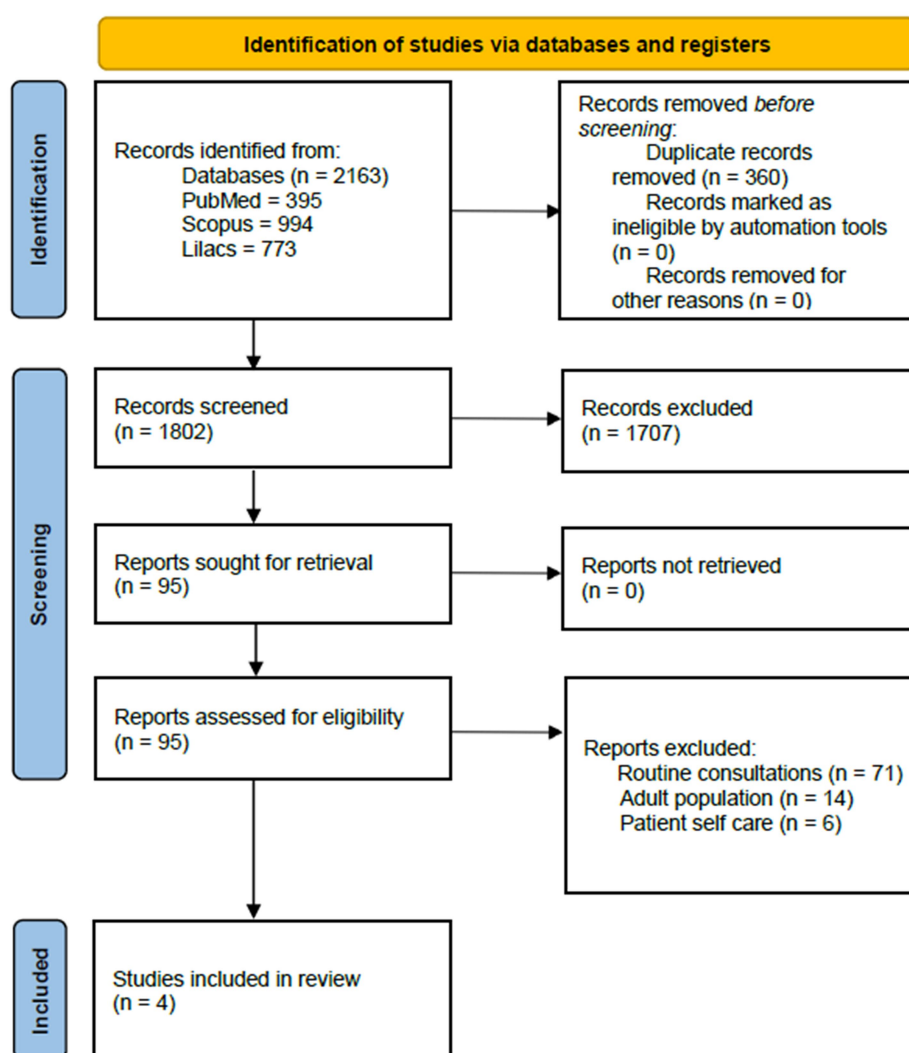 Identification of studies via databases and registers
Identification
Records identified from:
Databases (n = 2163)
PubMed = 395
Scopus = 994
Lilacs = 773
Records removed before
screening:
Duplicate records
removed (n = 360)
Records marked as
ineligible by automation tools
(n = 0)
Records removed for
other reasons (n = 0)
Screening
Records screened
(n = 1802)
Records excluded
(n = 1707)
Reports sought for retrieval
(n = 95)
Reports not retrieved
(n = 0)
Reports assessed for eligibility
(n = 95)
Reports excluded:
Routine consultations (n = 71)
Adult population (n = 14)
Patient self care (n = 6)
Included
Studies included in review
(n = 4)